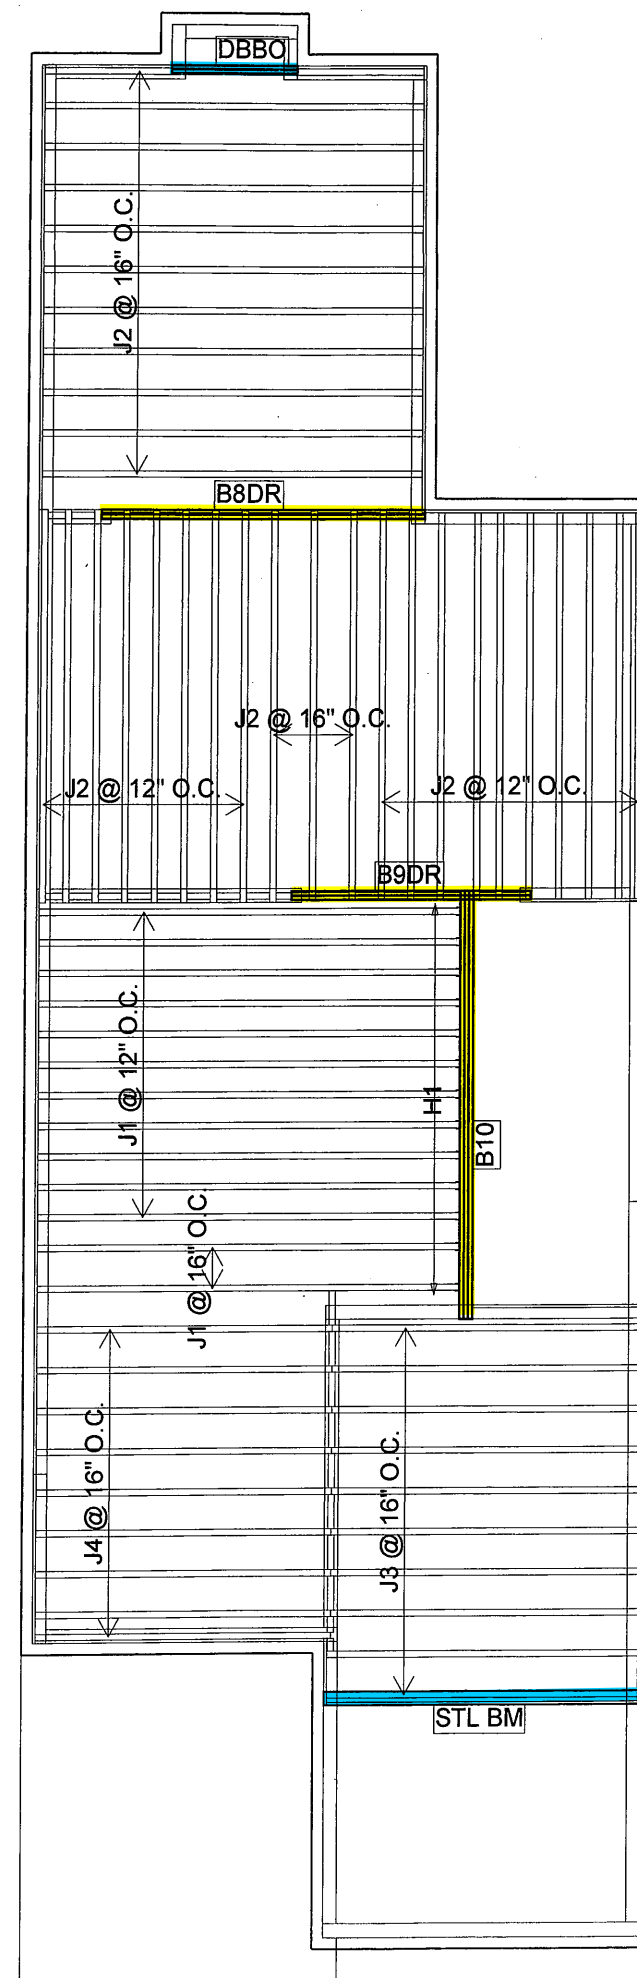 DBBO
J2 @ 16" O.C.
B8DR
J2 @ 16" O.C.
J2 @ 12" O.C.
J2 @ 12" O.C.
B9DR
J1 @ 12" O.C.
H1
B10
J1 @ 16" O.C.
J4 @ 16" O.C.
J3 @ 16" O.C.
STL BM